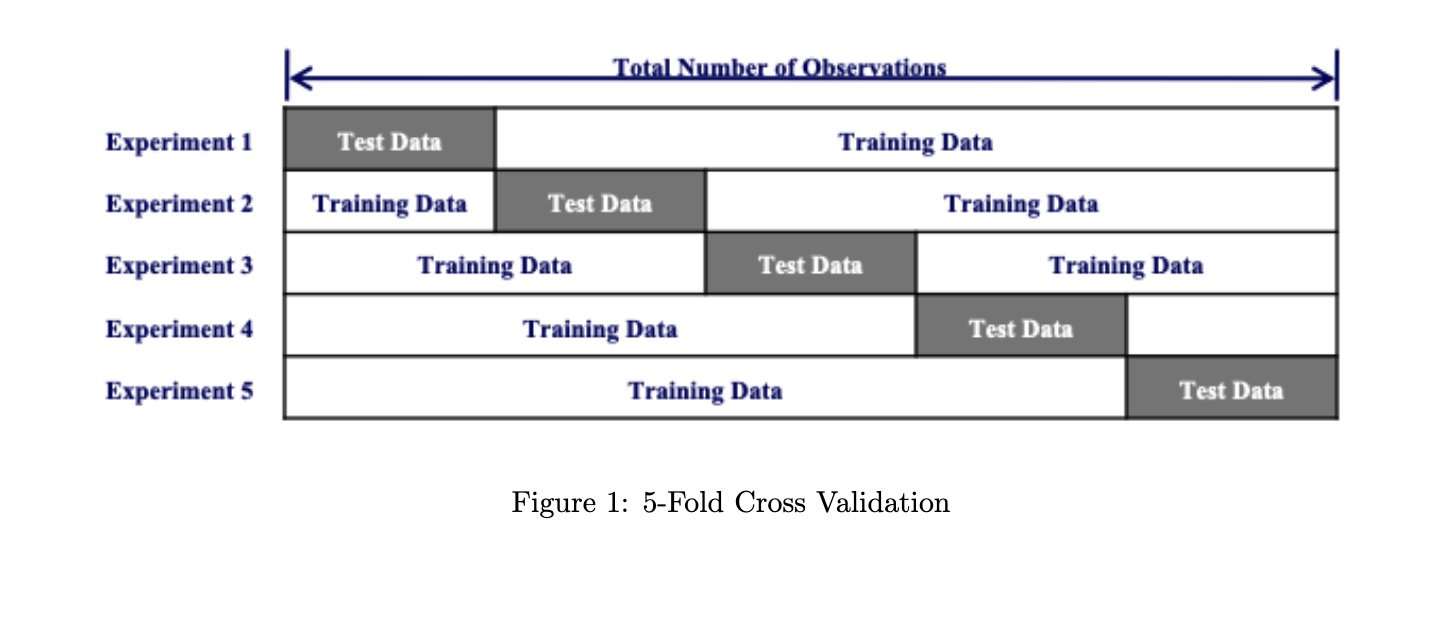 Total Number of Observations
Experiment 1 Test Data Training Data
Experiment 2 Training Data Test Data Training Data
Experiment 3 Training Data Test Data Training Data
Experiment 4 Training Data Test Data
Experiment 5 Training Data Test Data
Figure 1: 5-Fold Cross Validation